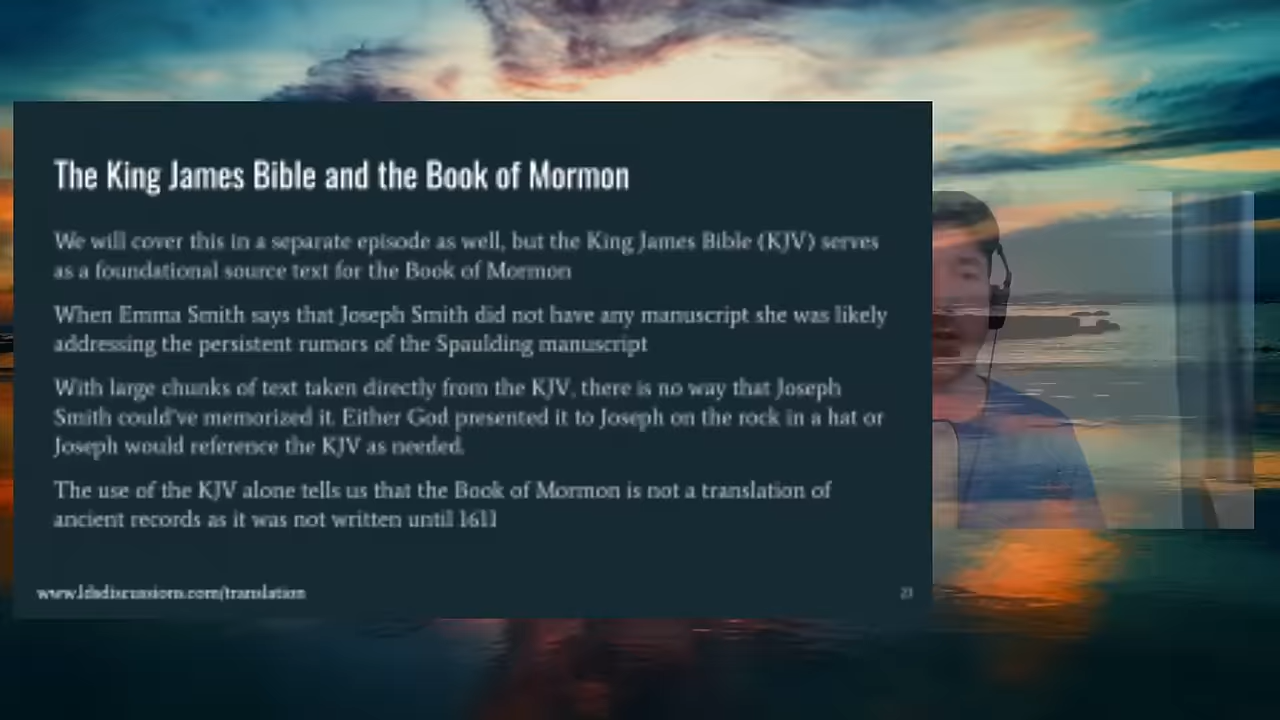 The King James Bible and the Book of Mormon
We will cover this in a separate episode as well, but the King James Bible (KJV) serves
as a foundational source text for the Book of Mormon
When Emma Smith says that Joseph Smith did not have any manuscript she was likely
addressing the persistent rumors of the Spaulding manuscript
With large chunks of text taken directly from the KJV, there is no way that Joseph
Smith could've memorized it. Either God presented it to Joseph on the rock in a hat or
Joseph would reference the KJV as needed.
The use of the KJV alone tells us that the Book of Mormon is not a translation of
ancient records as it was not written until 1611
www.ldsdiscussions.com/translation
23